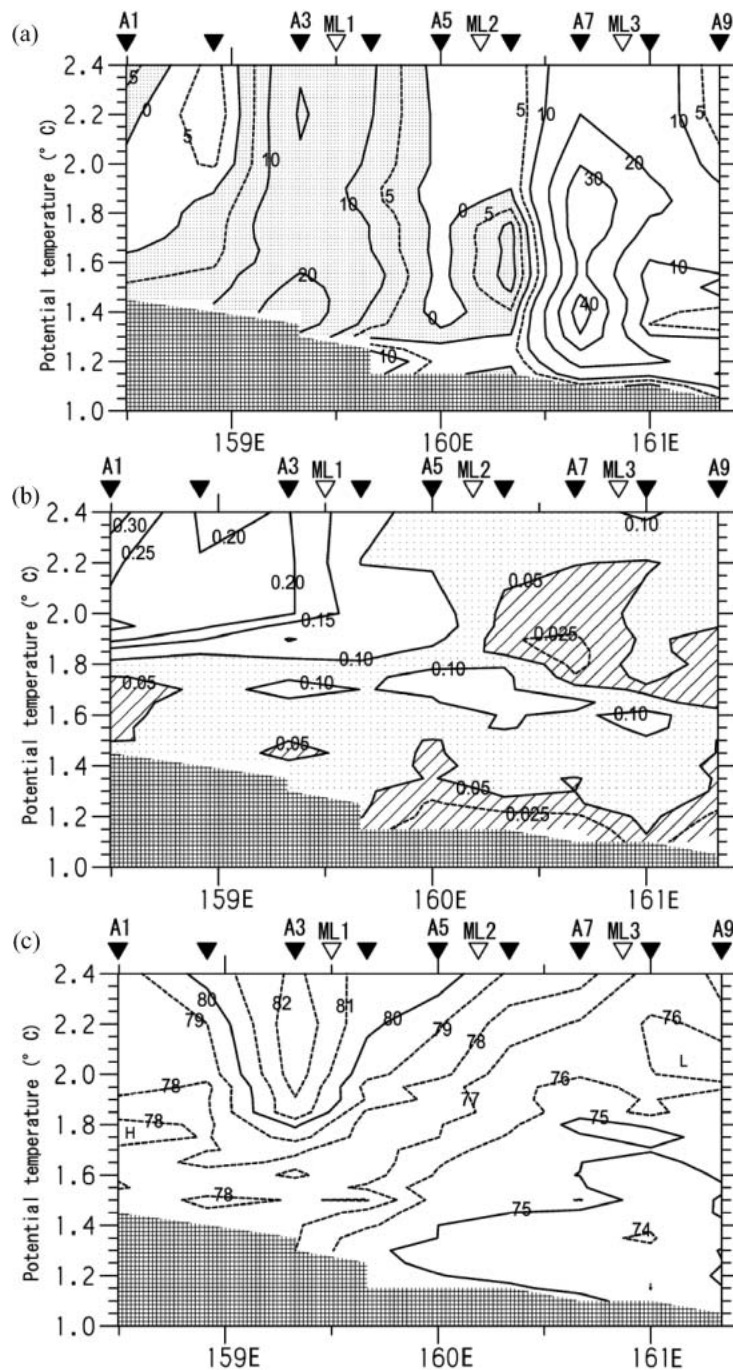 (a)
A1 A3 ML1 A5 ML2 A7 ML3 A9
Potential temperature (° C)
2.4
2.2
2.0
1.8
1.6
1.4
1.2
1.0
5 0 5 10 20 10 5 0 0 5 5 10 20 30 40 10 10 5 10
159E 160E 161E
(b)
A1 A3 ML1 A5 ML2 A7 ML3 A9
Potential temperature (° C)
2.4
2.2
2.0
1.8
1.6
1.4
1.2
1.0
0.30 0.25 0.20 0.20 0.15 0.10 0.10 0.05 0.025 0.05 0.10 0.10 0.10 0.05 0.05 0.025
159E 160E 161E
(c)
A1 A3 ML1 A5 ML2 A7 ML3 A9
Potential temperature (° C)
2.4
2.2
2.0
1.8
1.6
1.4
1.2
1.0
80 79 82 81 80 79 78 76 L 78 77 76 78 H 75 78 75 74
159E 160E 161E